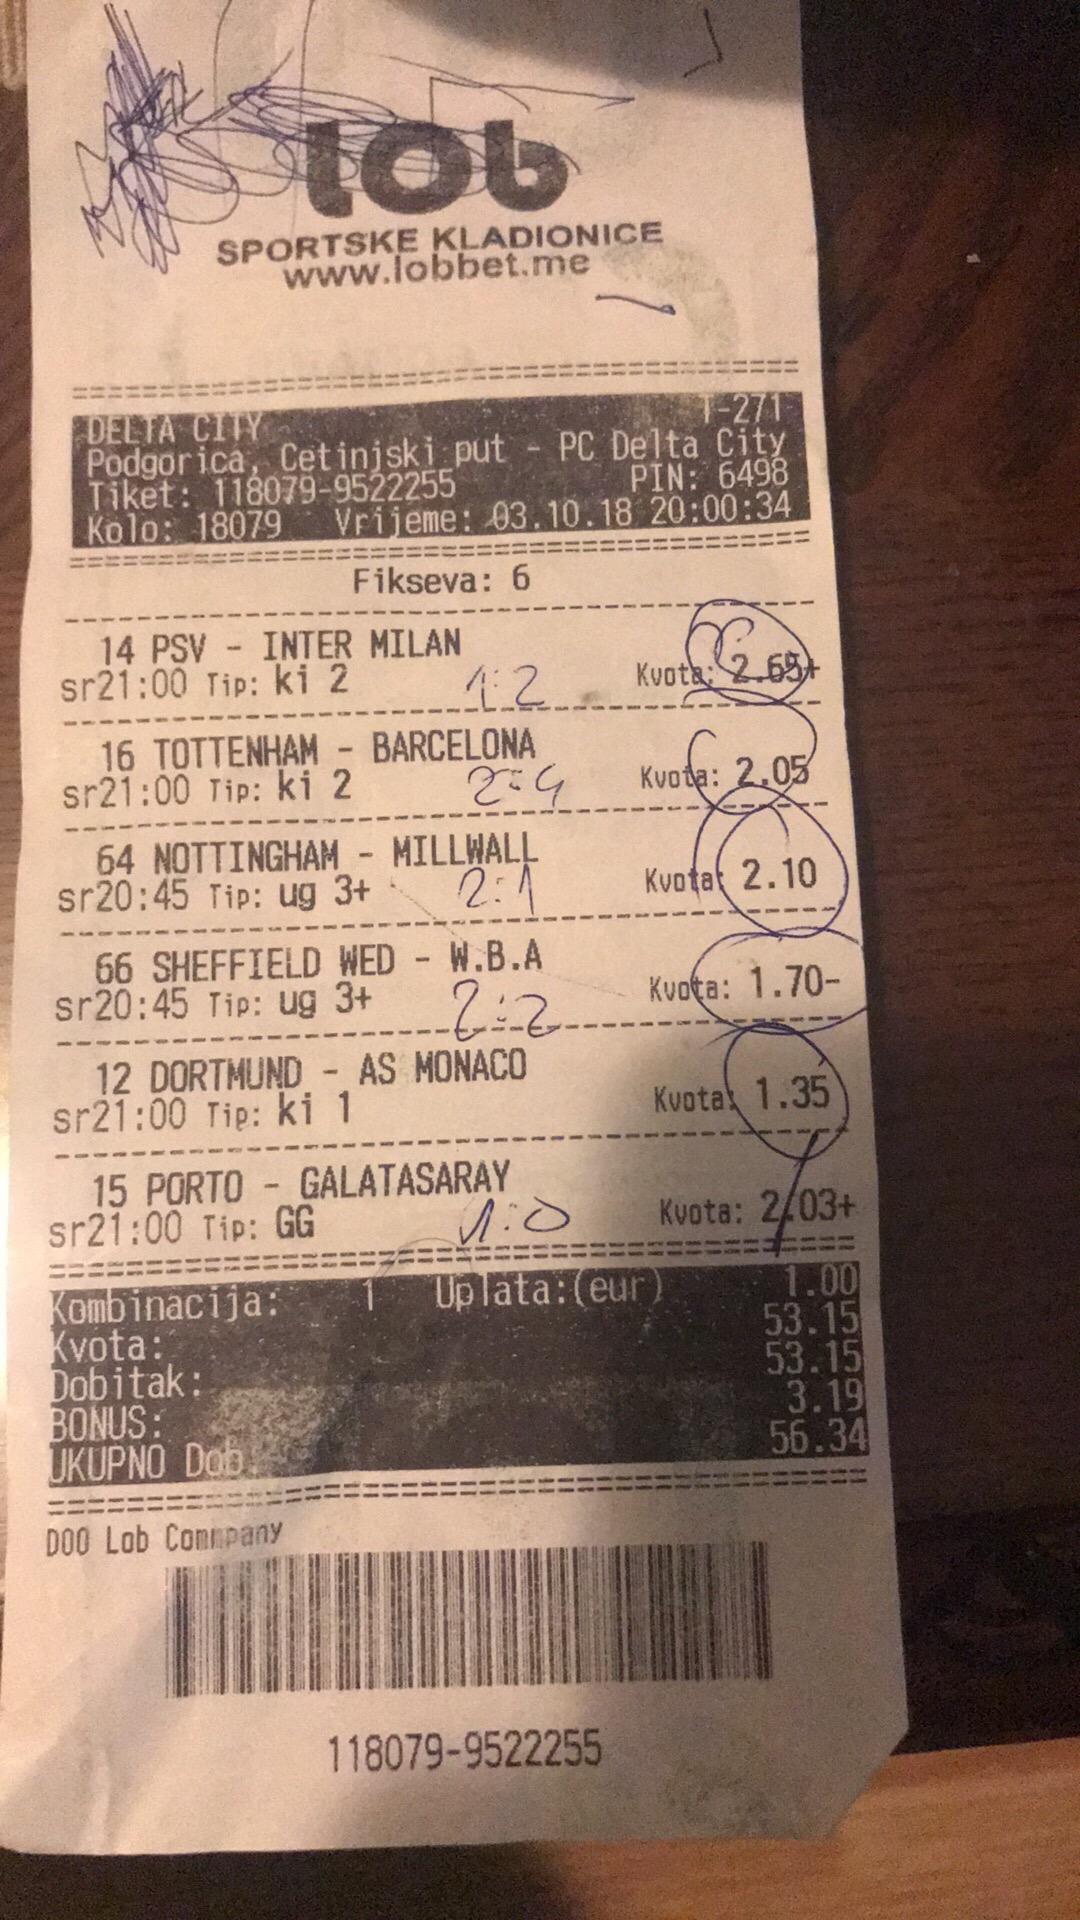 lob
SPORTSKE KLADIONICE
www.lobbet.me
DELTA CITY T-271
Podgorica, Cetinjski put - PC Delta City
Tiket: 118079-9522255 PIN: 6498
Kolo: 18079 Vrijeme: 03.10.18 20:00:34
Fikseva: 6
14 PSV - INTER MILAN
sr21:00 Tip: ki 2 1:2 Kvota: 2.65+
16 TOTTENHAM - BARCELONA
sr21:00 Tip: ki 2 2:4 Kvota: 2.05
64 NOTTINGHAM - MILLWALL
sr20:45 Tip: ug 3+ 2:1 Kvota: 2.10
66 SHEFFIELD WED - W.B.A
sr20:45 Tip: ug 3+ 2:2 Kvota: 1.70-
12 DORTMUND - AS MONACO
sr21:00 Tip: ki 1 Kvota: 1.35
15 PORTO - GALATASARAY
sr21:00 Tip: GG 1:0 Kvota: 2.03+
Kombinacija: 1 Uplata:(eur) 1.00
Kvota: 53.15
Dobitak: 53.15
BONUS: 3.19
UKUPNO Dob 56.34
DOO Lob Commpany
118079-9522255